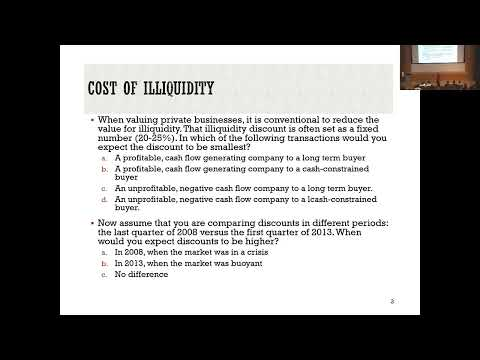 COST OF ILLIQUIDITY
▪ When valuing private businesses, it is conventional to reduce the
value for illiquidity. That illiquidity discount is often set as a fixed
number (20-25%). In which of the following transactions would you
expect the discount to be smallest?
a. A profitable, cash flow generating company to a long term buyer
b. A profitable, cash flow generating company to a cash-constrained
buyer
c. An unprofitable, negative cash flow company to a long term buyer.
d. An unprofitable, negative cash flow company to a lcash-constrained
buyer.
▪ Now assume that you are comparing discounts in different periods:
the last quarter of 2008 versus the first quarter of 2013. When
would you expect discounts to be higher?
a. In 2008, when the market was in a crisis
b. In 2013, when the market was buoyant
c. No difference